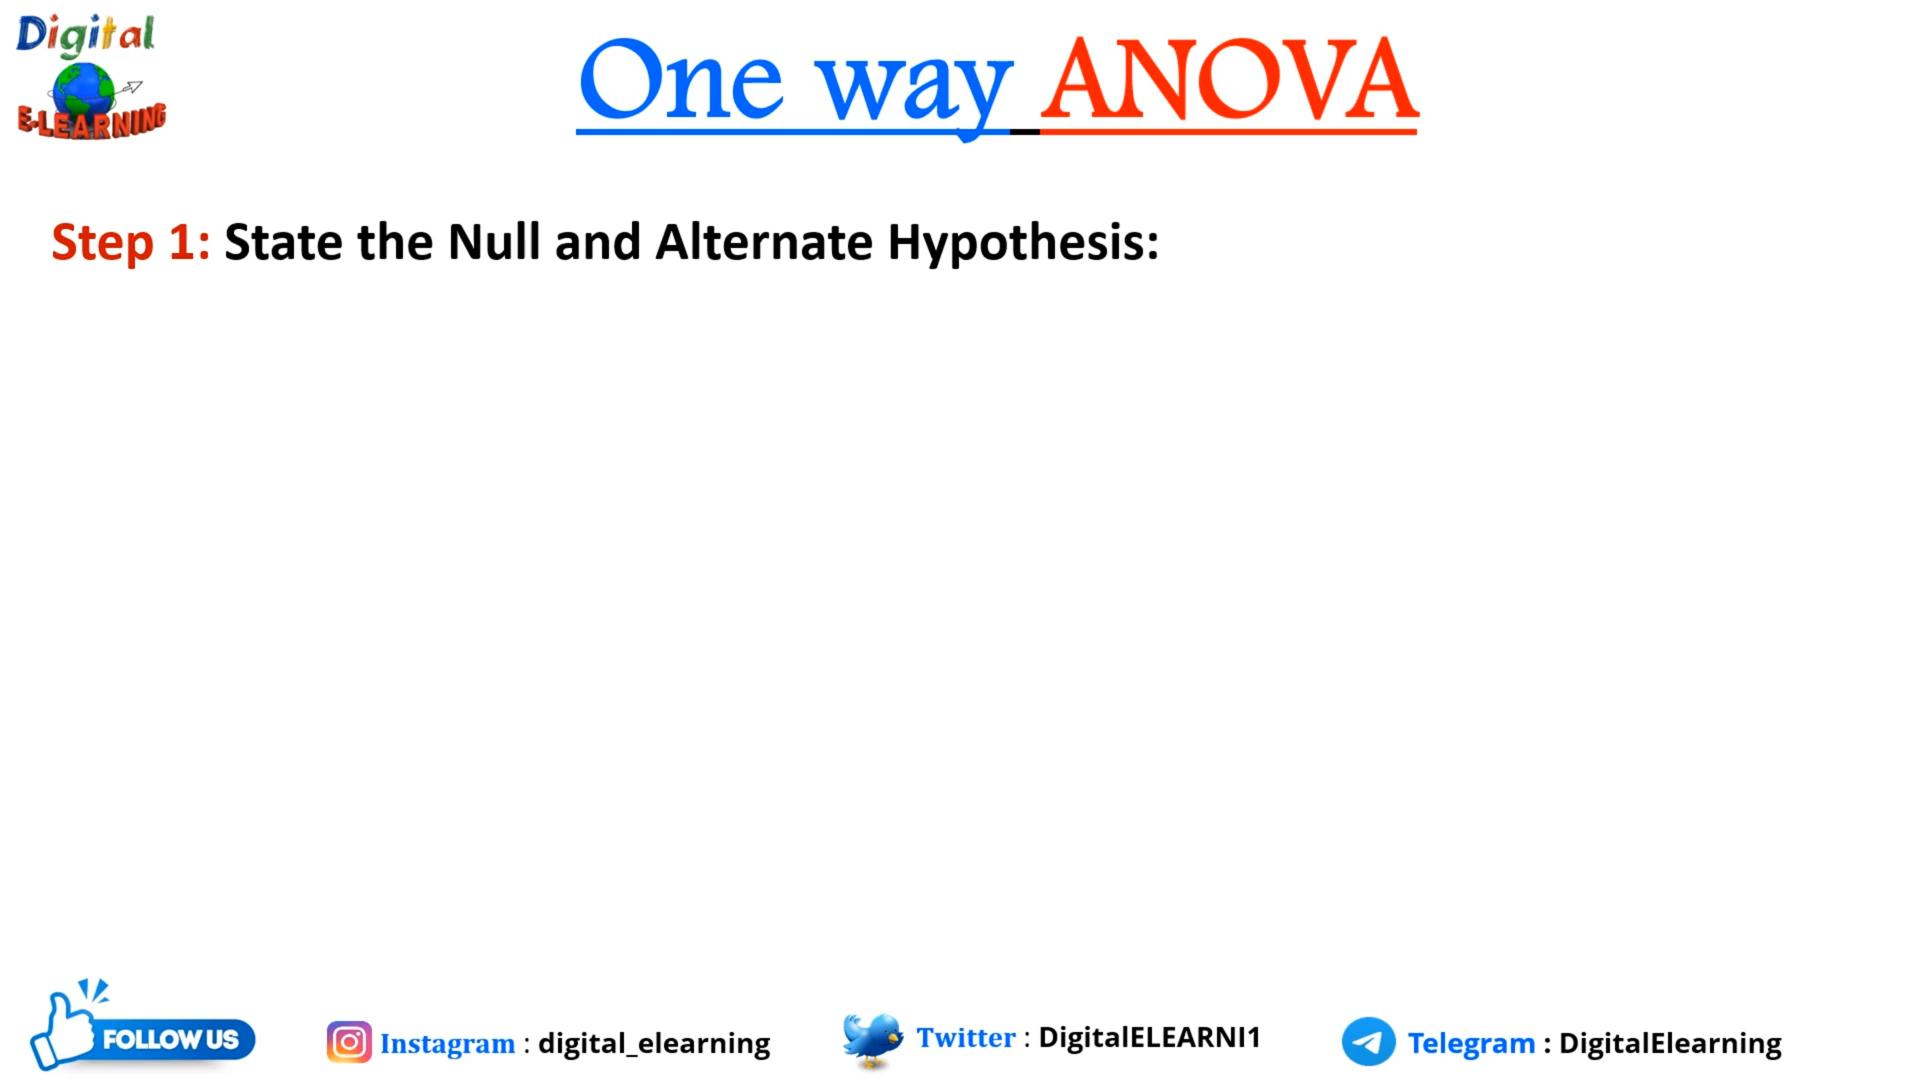 Digital
E-LEARNING
One way ANOVA
Step 1: State the Null and Alternate Hypothesis:
FOLLOW US
Instagram : digital_elearning
Twitter : DigitalELEARNI1
Telegram : DigitalElearning